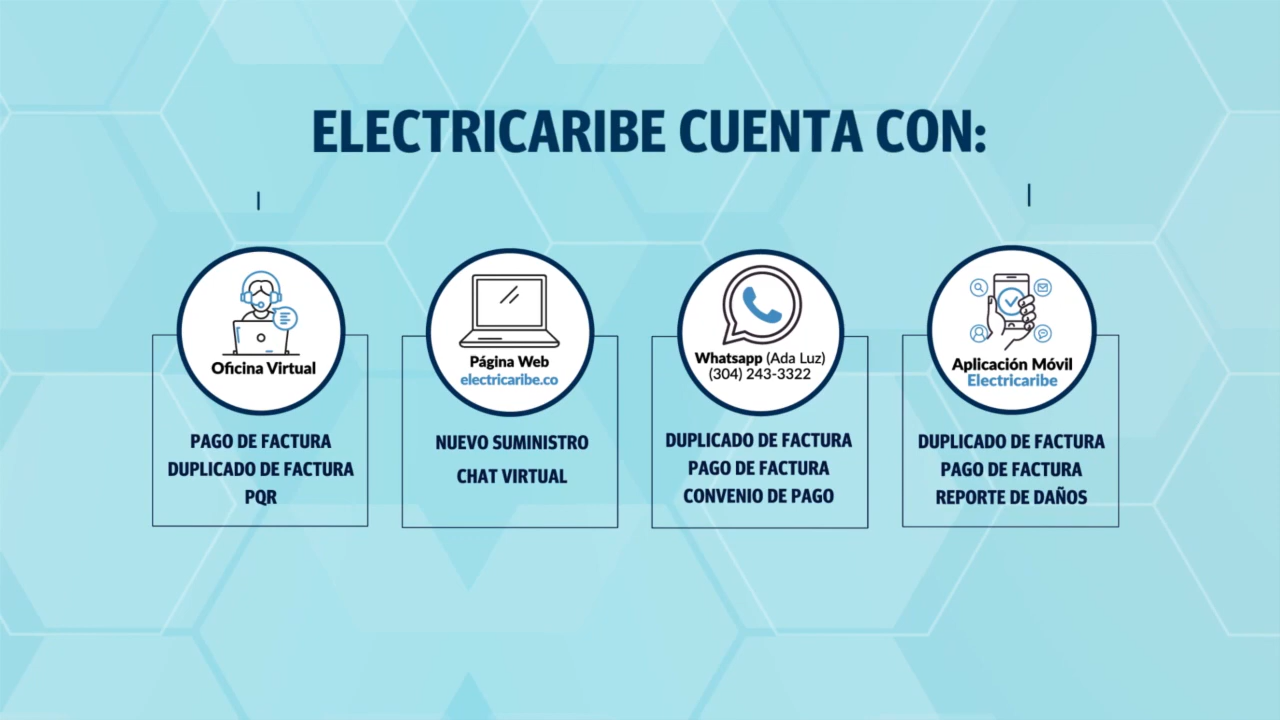 ELECTRICARIBE CUENTA CON:
Oficina Virtual
PAGO DE FACTURA
DUPLICADO DE FACTURA
PQR
Página Web
electricaribe.co
NUEVO SUMINISTRO
CHAT VIRTUAL
Whatsapp (Ada Luz)
(304) 243-3322
DUPLICADO DE FACTURA
PAGO DE FACTURA
CONVENIO DE PAGO
Aplicación Móvil
Electricaribe
DUPLICADO DE FACTURA
PAGO DE FACTURA
REPORTE DE DAÑOS